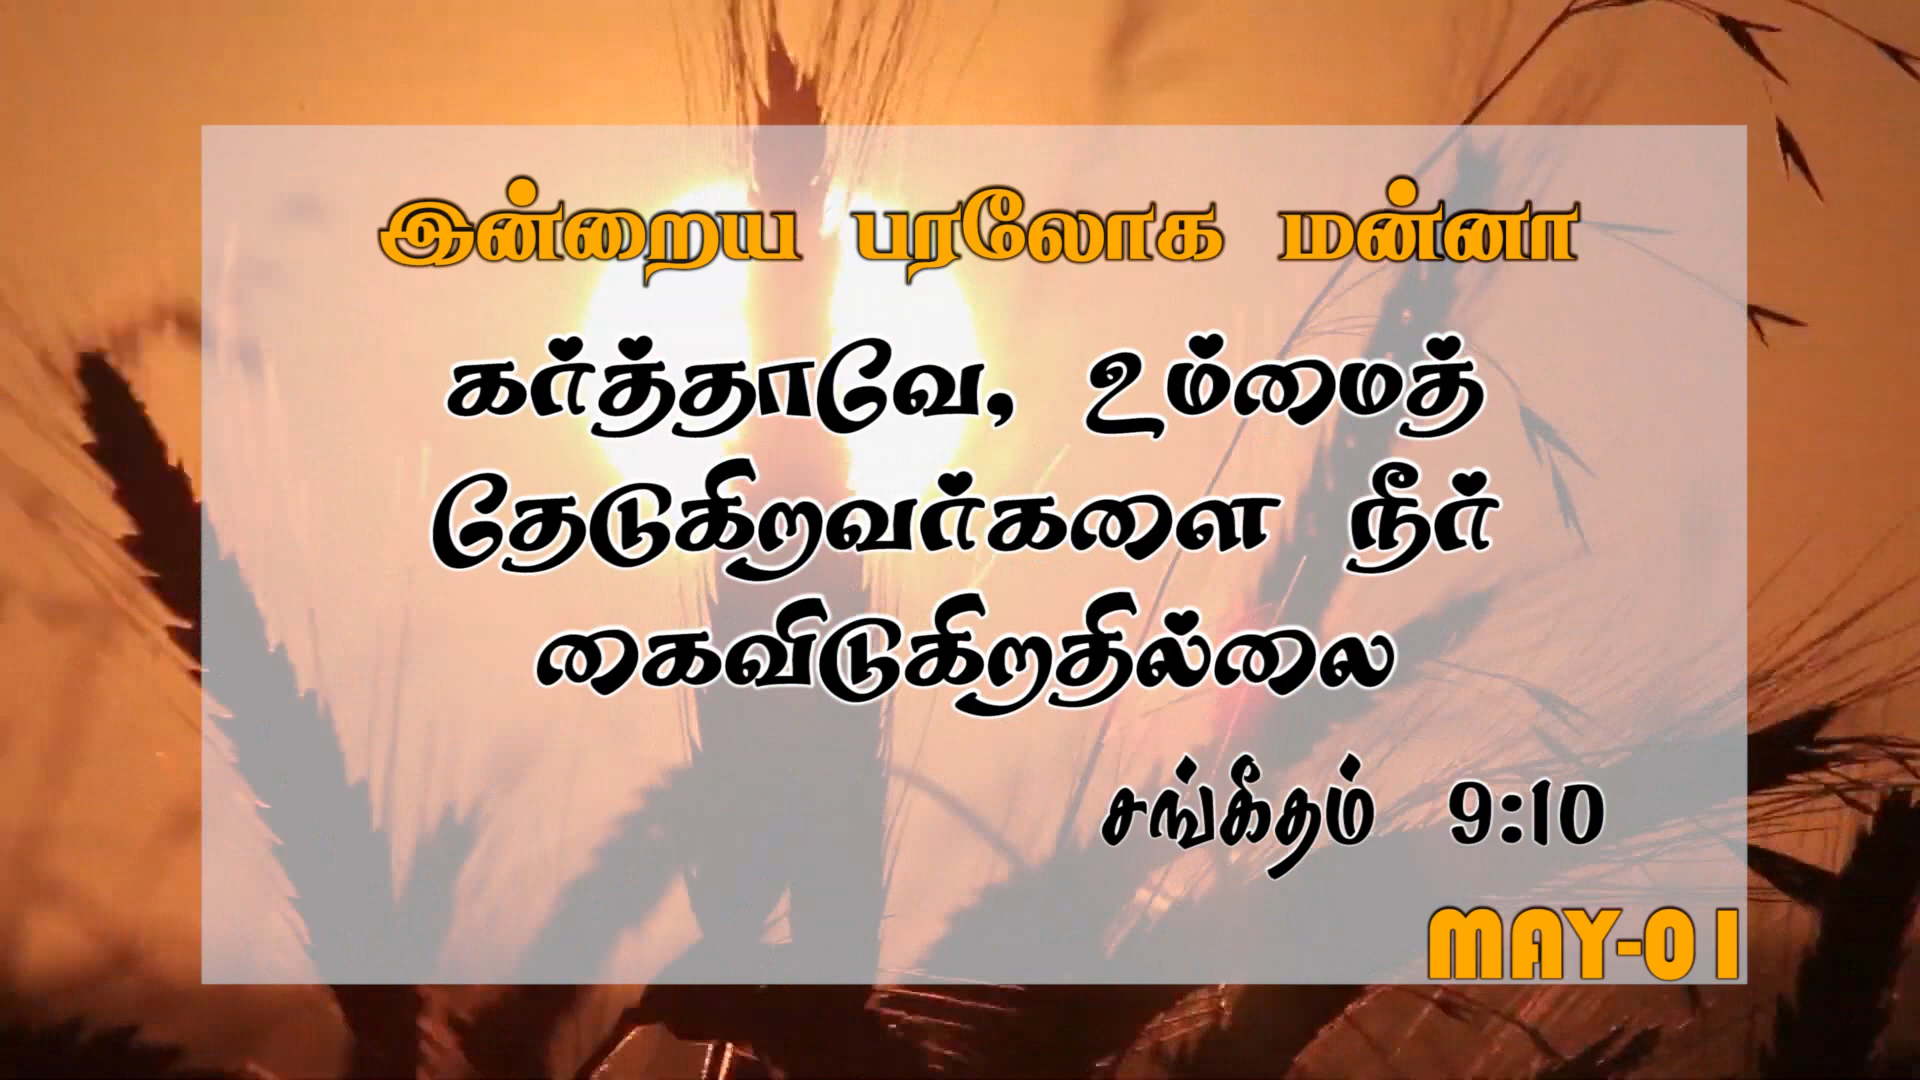 இன்றைய பரலோக மன்னா
கர்த்தாவே, உம்மைத்
தேடுகிறவர்களை நீர்
கைவிடுகிறதில்லை
சங்கீதம் 9:10
MAY-01